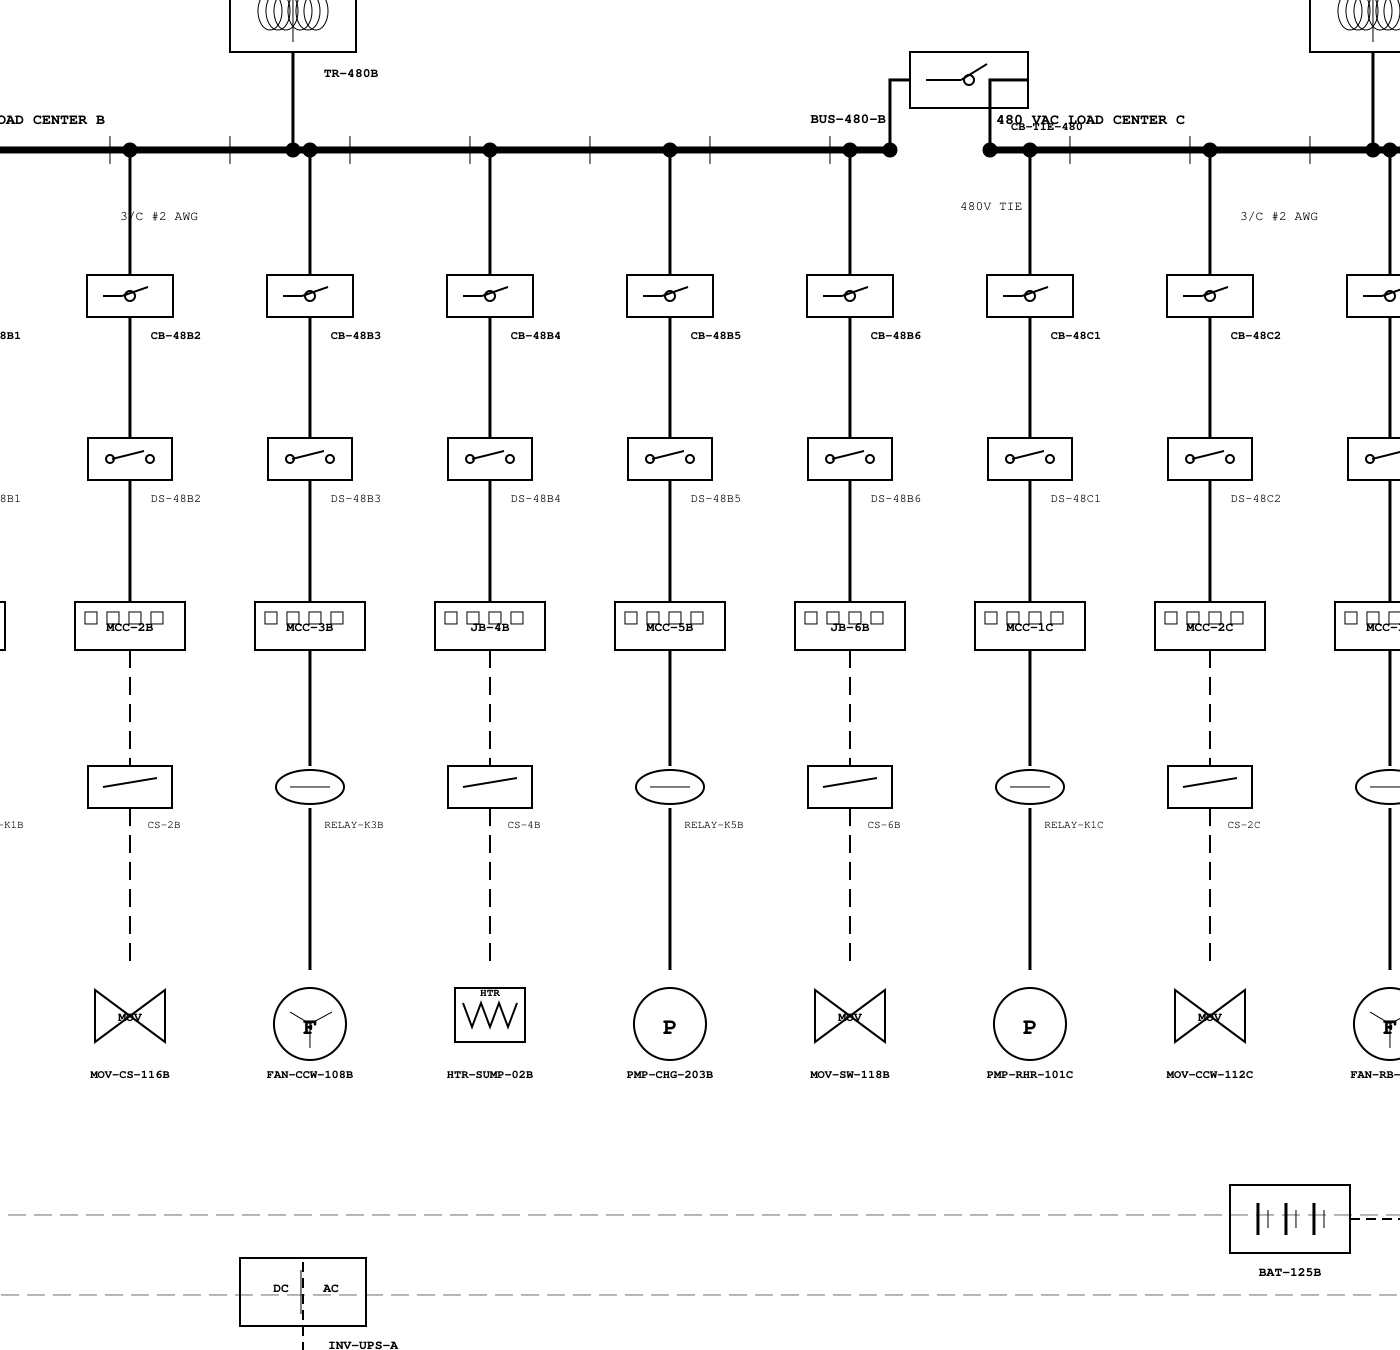 TR-480B
OAD CENTER B
BUS-480-B
480 VAC LOAD CENTER C
CB-TIE-480
3/C #2 AWG
480V TIE
3/C #2 AWG
8B1
CB-48B2
CB-48B3
CB-48B4
CB-48B5
CB-48B6
CB-48C1
CB-48C2
8B1
DS-48B2
DS-48B3
DS-48B4
DS-48B5
DS-48B6
DS-48C1
DS-48C2
MCC-2B
MCC-3B
JB-4B
MCC-5B
JB-6B
MCC-1C
MCC-2C
MCC-
-K1B
CS-2B
RELAY-K3B
CS-4B
RELAY-K5B
CS-6B
RELAY-K1C
CS-2C
MOV
F
HTR
P
MOV
P
MOV
F
MOV-CS-116B
FAN-CCW-108B
HTR-SUMP-02B
PMP-CHG-203B
MOV-SW-118B
PMP-RHR-101C
MOV-CCW-112C
FAN-RB-
BAT-125B
DC
AC
INV-UPS-A